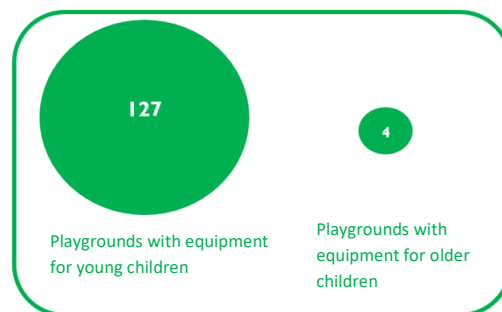 127
4
Playgrounds with equipment
for young children
Playgrounds with
equipment for older
children